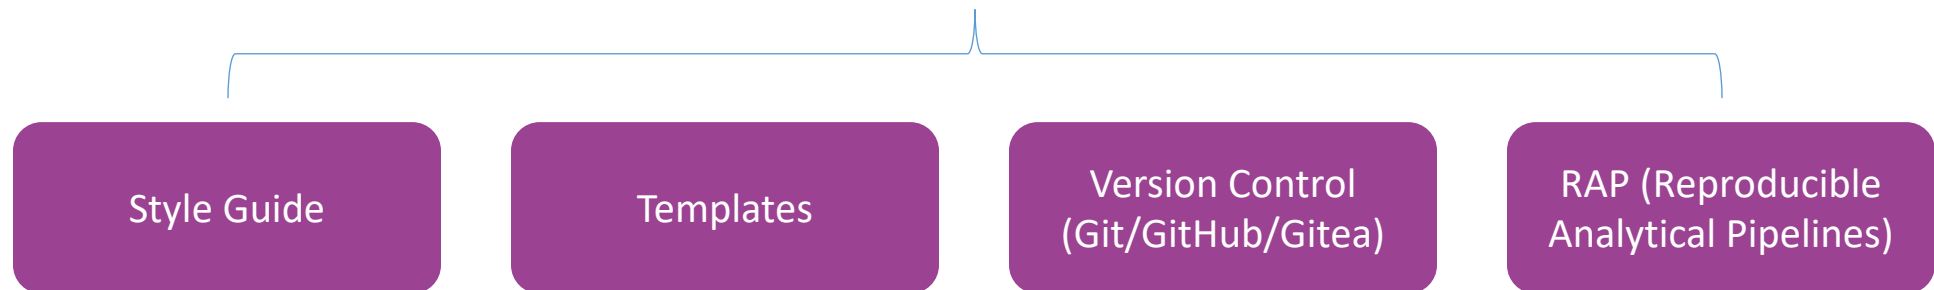 Style Guide
Templates
Version Control
(Git/GitHub/Gitea)
RAP (Reproducible
Analytical Pipelines)